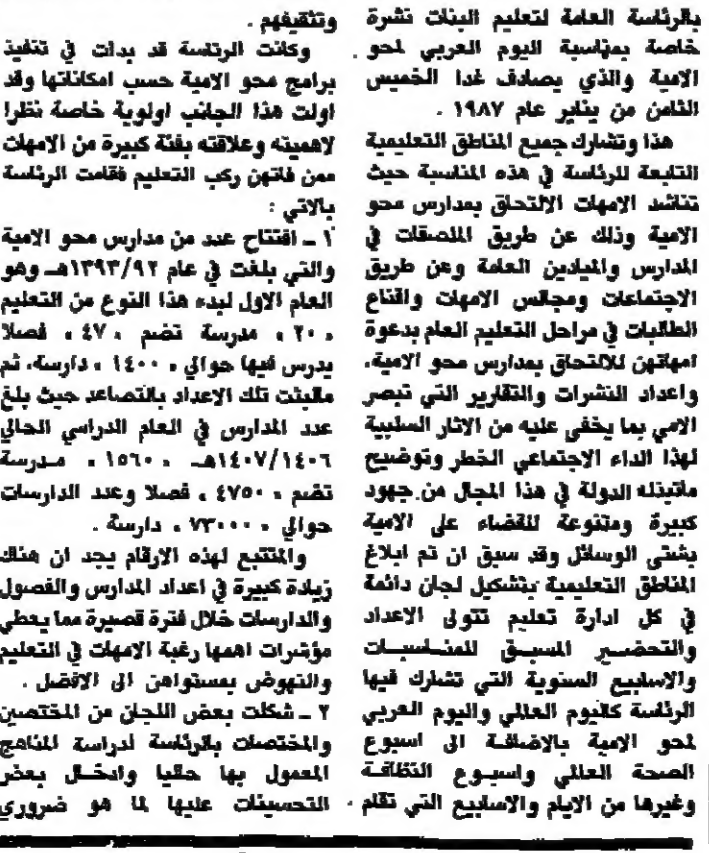 بالرئاسة العامة لتعليم البنات نشرة
خاصة بمناسبة اليوم العربي لمحو
الامية والذي يصادف غدا الخميس
الثامن من يناير عام ١٩٨٧ .
هذا وتشارك جميع المناطق التعليمية
التابعة للرئاسة في هذه المناسبة حيث
تناشد الامهات الالتحاق بمدارس محو
الامية وذلك عن طريق الملصقات في
المدارس والميادين العامة وعن طريق
الاجتماعات ومجالس الامهات واقناع
الطالبات في مراحل التعليم العام بدعوة
امهاتهن للالتحاق بمدارس محو الامية،
واعداد النشرات والتقارير التي تبصر
الامي بما يخفى عليه من الاثار السلبية
لهذا الداء الاجتماعي الخطر وتوضيح
ماتبذله الدولة في هذا المجال من جهود
كبيرة ومتنوعة للقضاء على الامية
بشتى الوسائل وقد سبق ان تم ابلاغ
المناطق التعليمية بتشكيل لجان دائمة
في كل ادارة تعليم تتولى الاعداد
والتحضير المسبق للمناسبات
والاسابيع السنوية التي تشارك فيها
الرئاسة كاليوم العالمي واليوم العربي
لمحو الامية بالاضافة الى اسبوع
الصحة العالمي واسبوع النظافة
وغيرها من الايام والاسابيع التي تقام
وتثقيفهم .
وكانت الرئاسة قد بدات في تنفيذ
برامج محو الامية حسب امكاناتها وقد
اولت هذا الجانب اولوية خاصة نظرا
لاهميته وعلاقته بفئة كبيرة من الامهات
ممن فاتهن ركب التعليم فقامت الرئاسة
بالاتي :
١ ـ افتتاح عدد من مدارس محو الامية
والتي بلغت في عام ١٣٩٣/٩٢هـ وهو
العام الاول لبدء هذا النوع من التعليم
« ٢٠ » مدرسة تضم « ٤٧ » فصلا
يدرس فيها حوالي « ١٤٠٠ » دارسة، ثم
مالبثت تلك الاعداد بالتصاعد حيث بلغ
عدد المدارس في العام الدراسي الحالي
١٤٠٧/١٤٠٦هـ « ١٥٦٠ » مدرسة
تضم « ٤٧٥٠ » فصلا وعدد الدارسات
حوالي « ٧٣٠٠٠ » دارسة .
والمتتبع لهذه الارقام يجد ان هناك
زيادة كبيرة في اعداد المدارس والفصول
والدارسات خلال فترة قصيرة مما يعطي
مؤشرات اهمها رغبة الامهات في التعليم
والنهوض بمستواهن الى الافضل .
٢ ـ شكلت بعض اللجان من المختصين
والمختصات بالرئاسة لدراسة المناهج
المعمول بها حاليا وادخال بعض
التحسينات عليها لما هو ضروري